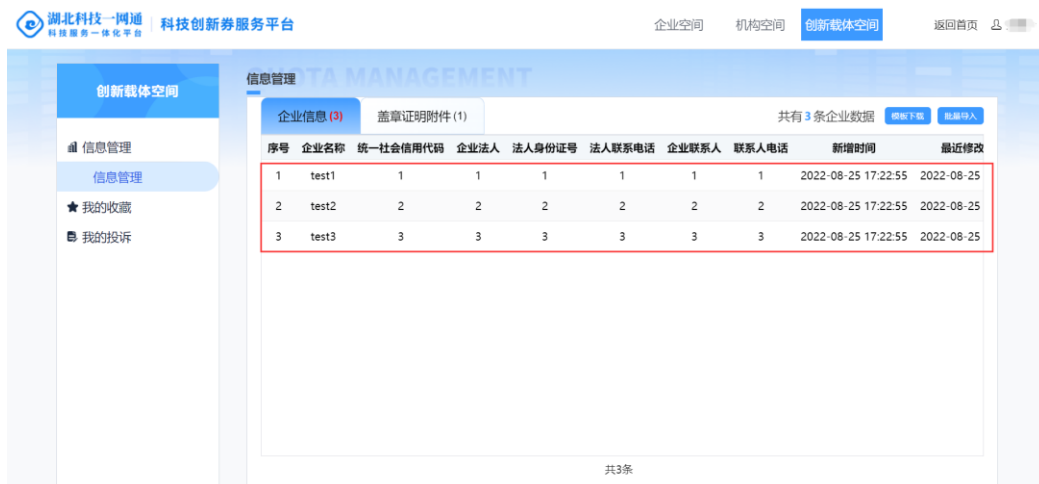 湖北科技一网通 科技服务一体化平台 科技创新券服务平台 企业空间 机构空间 创新载体空间 返回首页
创新载体空间
信息管理
信息管理
我的收藏
我的投诉
QUOTA MANAGEMENT
信息管理
企业信息(3) 盖章证明附件(1) 共有3条企业数据 模板下载 批量导入
序号 企业名称 统一社会信用代码 企业法人 法人身份证号 法人联系电话 企业联系人 联系人电话 新增时间 最近修改
1 test1 1 1 1 1 1 1 2022-08-25 17:22:55 2022-08-25
2 test2 2 2 2 2 2 2 2022-08-25 17:22:55 2022-08-25
3 test3 3 3 3 3 3 3 2022-08-25 17:22:55 2022-08-25
共3条